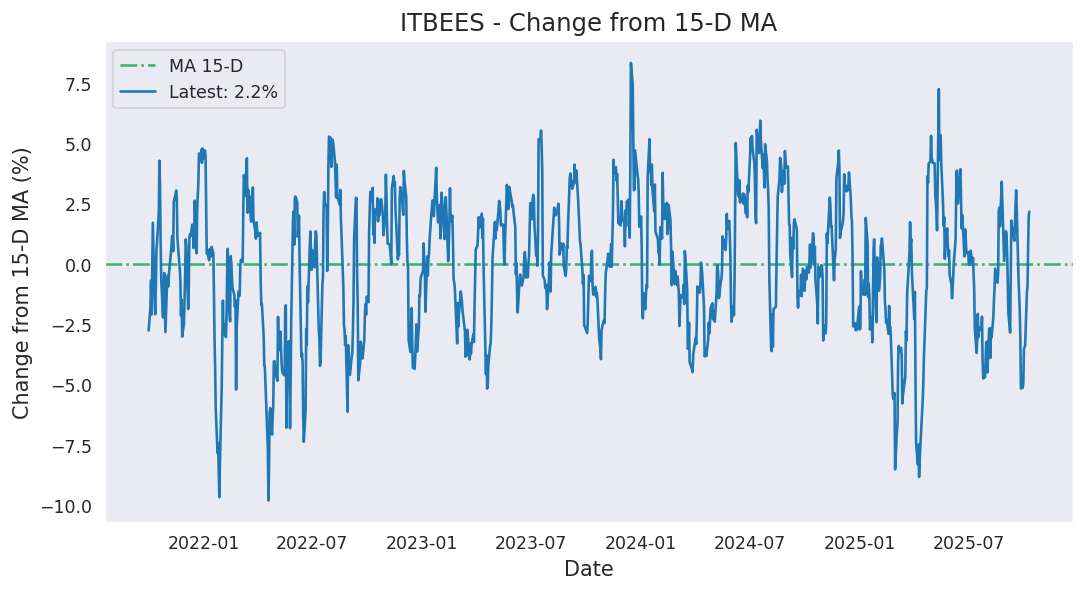 ITBEES - Change from 15-D MA
MA 15-D
Latest: 2.2%
Change from 15-D MA (%)
7.5
5.0
2.5
0.0
−2.5
−5.0
−7.5
−10.0
2022-01 2022-07 2023-01 2023-07 2024-01 2024-07 2025-01 2025-07
Date